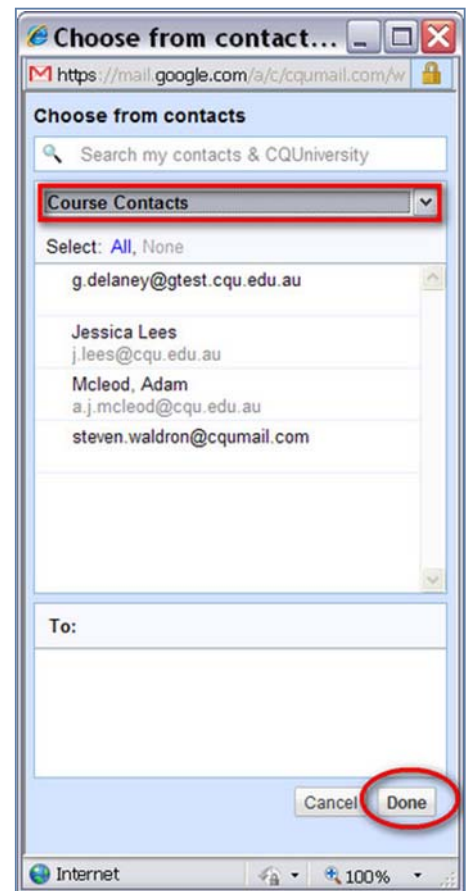 Choose from contact...
https://mail.google.com/a/c/cqumail.com/w
Choose from contacts
Search my contacts & CQUniversity
Course Contacts
Select: All, None
g.delaney@gtest.cqu.edu.au
Jessica Lees
j.lees@cqu.edu.au
Mcleod, Adam
a.j.mcleod@cqu.edu.au
steven.waldron@cqumail.com
To:
Cancel Done
Internet 100%